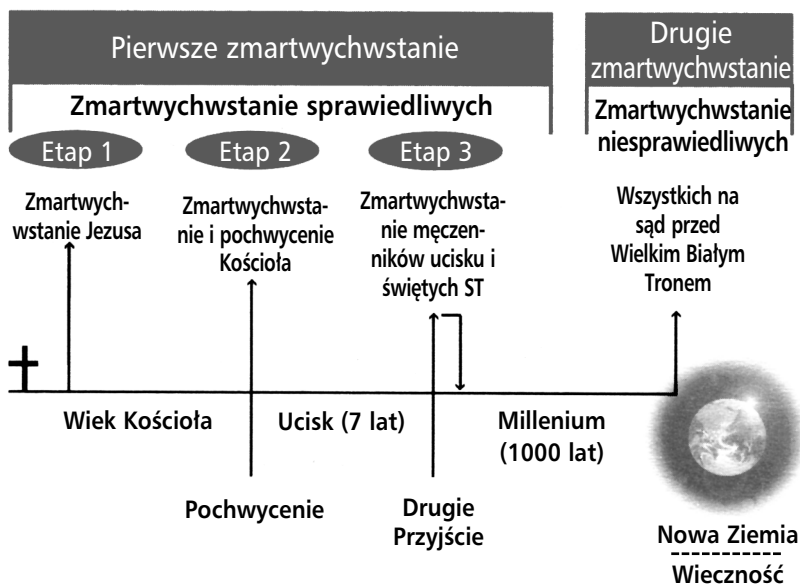 Pierwsze zmartwychwstanie
Drugie
zmartwychwstanie
Zmartwychwstanie sprawiedliwych
Zmartwychwstanie
niesprawiedliwych
Etap 1
Etap 2
Etap 3
Zmartwych-
wstanie Jezusa
Zmartwychwsta-
nie i pochwycenie
Kościoła
Zmartwychwsta-
nie męczen-
ników ucisku i
świętych ST
Wszystkich na
sąd przed
Wielkim Białym
Tronem
Wiek Kościoła
Ucisk (7 lat)
Millenium
(1000 lat)
Pochwycenie
Drugie
Przyjście
Nowa Ziemia
Wieczność